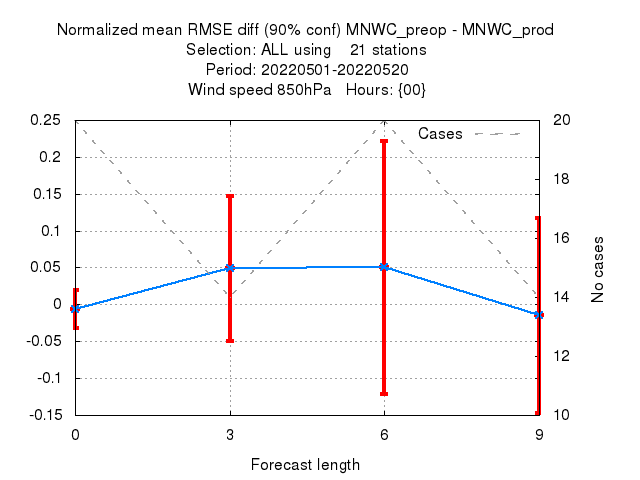 Normalized mean RMSE diff (90% conf) MNWC_preop - MNWC_prod
Selection: ALL using    21 stations
Period: 20220501-20220520
Wind speed 850hPa   Hours: {00}
Cases
0.25
0.2
0.15
0.1
0.05
0
-0.05
-0.1
-0.15
20
18
16
14
12
10
No cases
0 3 6 9
Forecast length